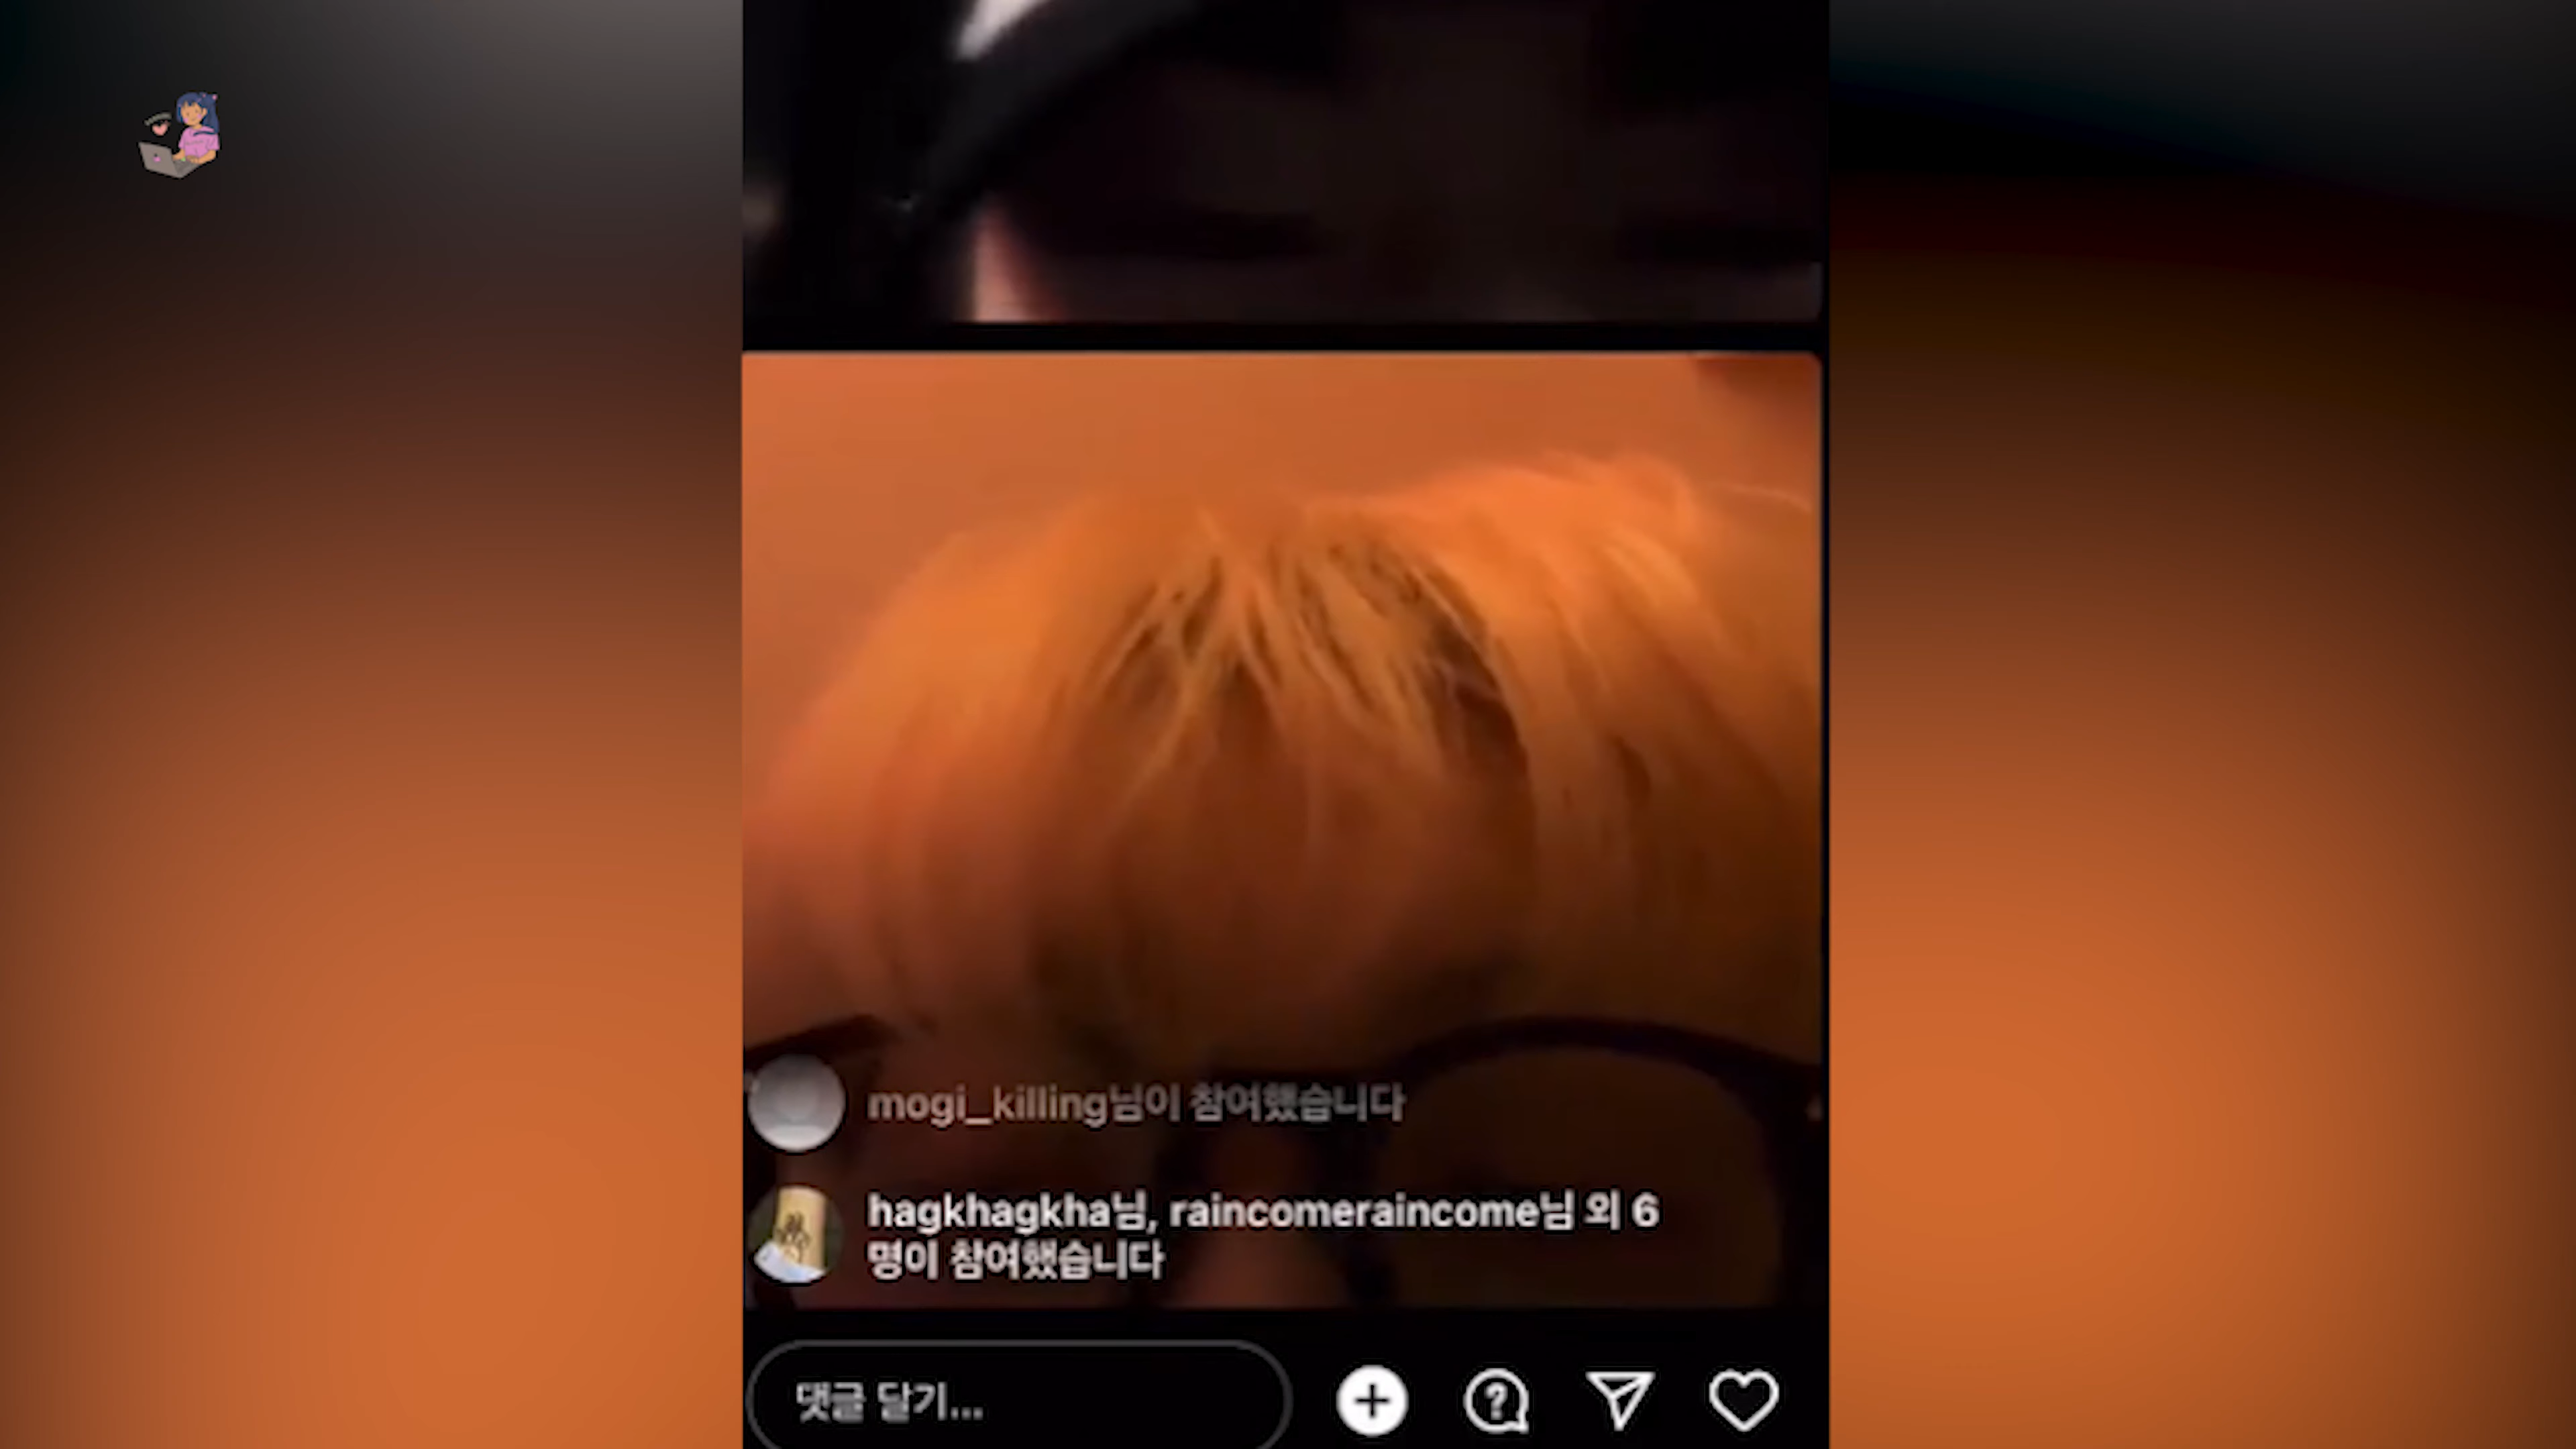 mogi_killing님이 참여했습니다
hagkhagkha님, raincomeraincome님 외 6
명이 참여했습니다
댓글 달기...